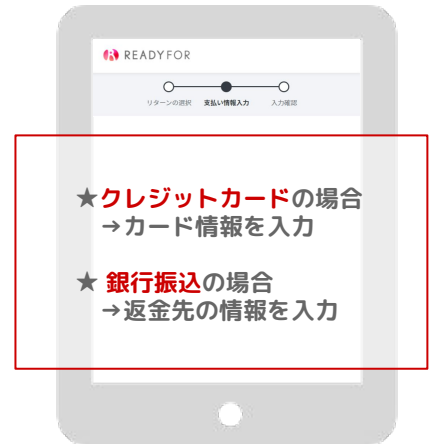 READYFOR
リターンの選択 支払い情報入力 入力確認
★クレジットカードの場合
→カード情報を入力
★ 銀行振込の場合
→返金先の情報を入力